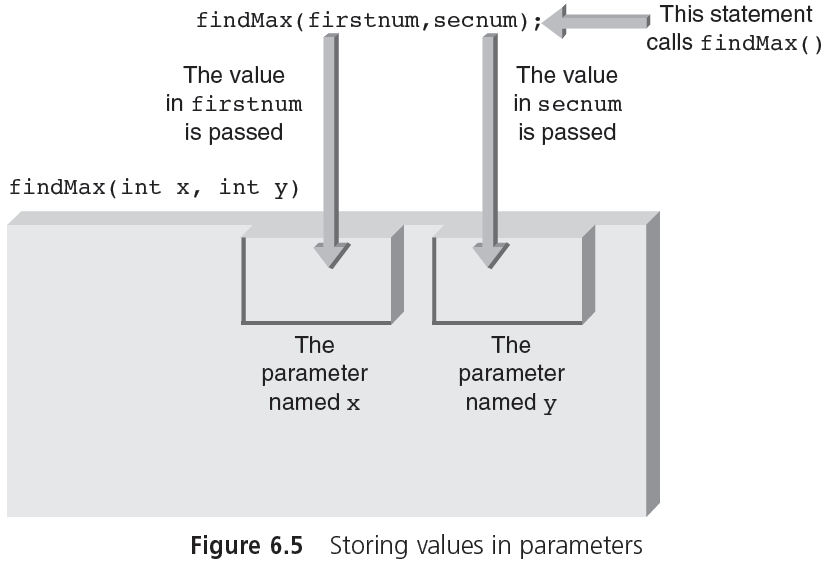 findMax(firstnum,secnum);
This statement
calls findMax()
The value
in firstnum
is passed
The value
in secnum
is passed
findMax(int x, int y)
The
parameter
named x
The
parameter
named y
Figure 6.5 Storing values in parameters